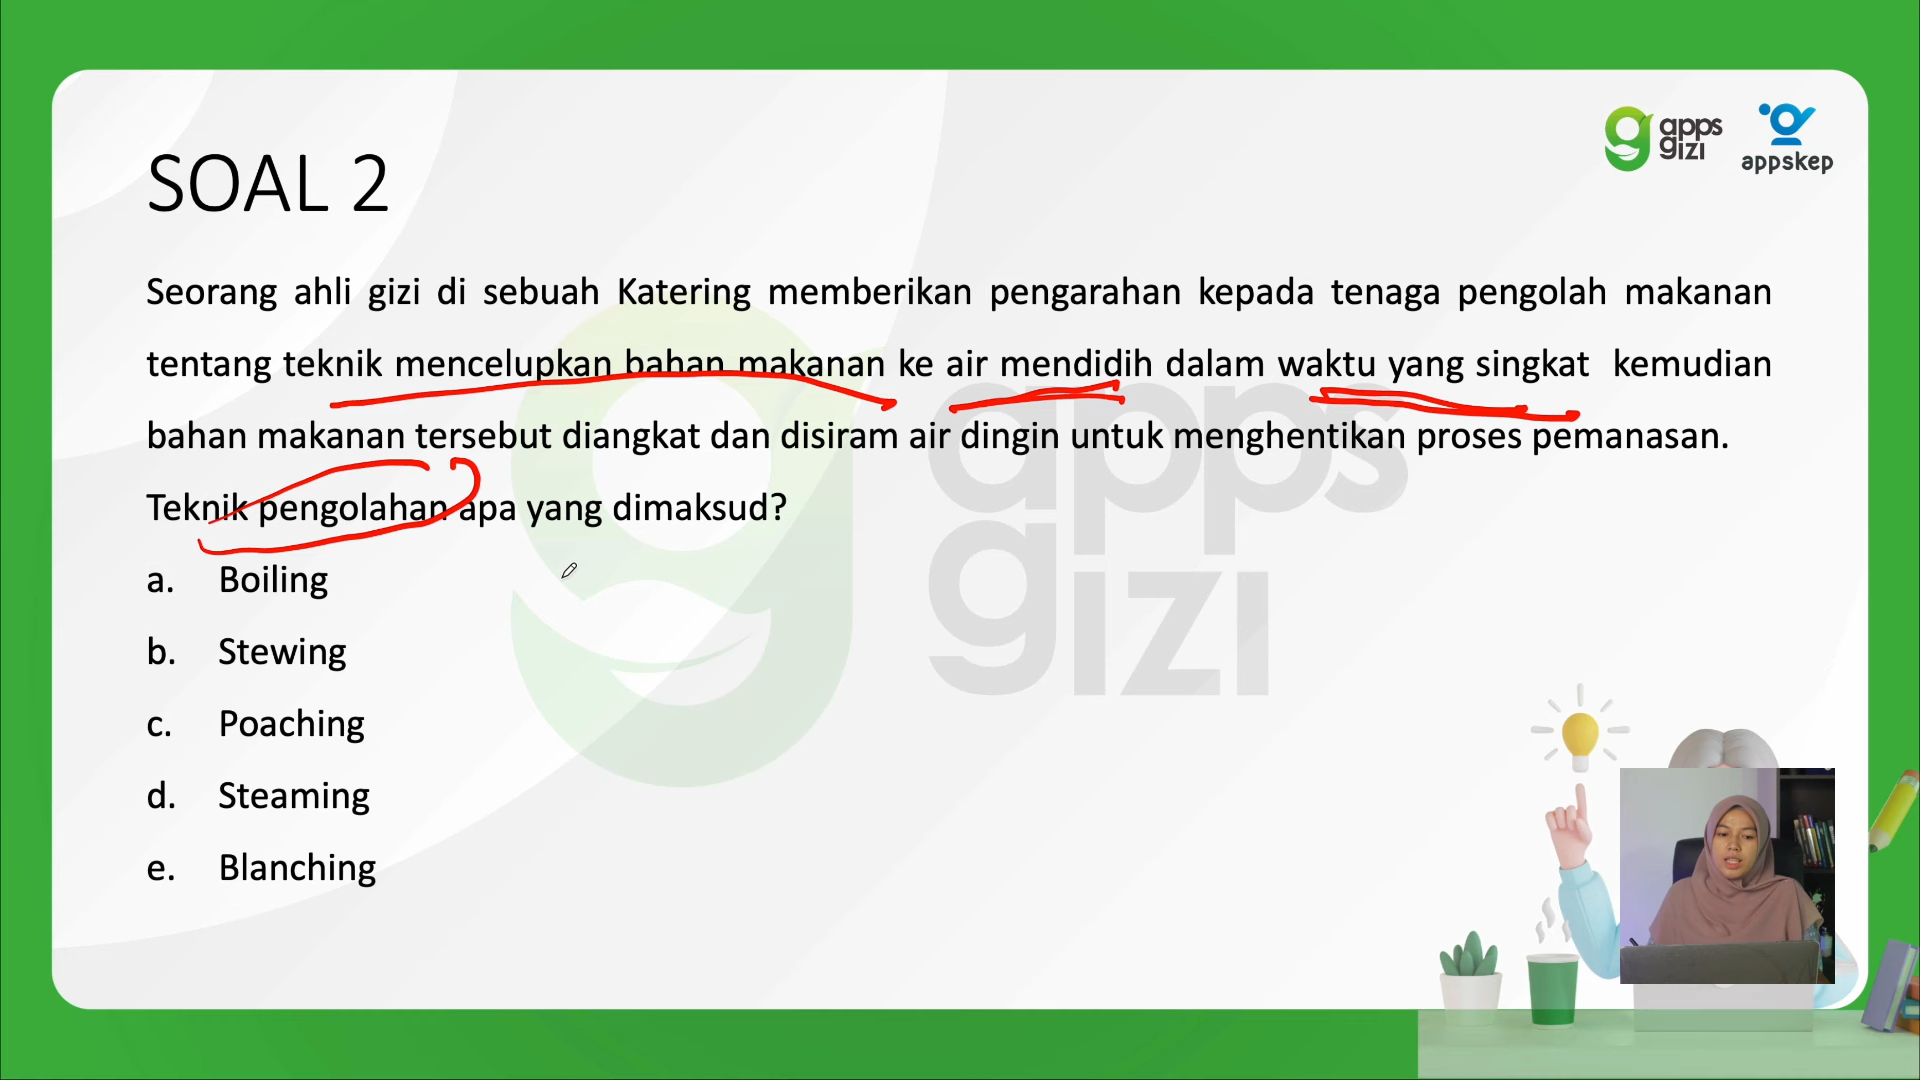 apps
gizi
appskep
SOAL 2
Seorang ahli gizi di sebuah Katering memberikan pengarahan kepada tenaga pengolah makanan
tentang teknik mencelupkan bahan makanan ke air mendidih dalam waktu yang singkat kemudian
bahan makanan tersebut diangkat dan disiram air dingin untuk menghentikan proses pemanasan.
Teknik pengolahan apa yang dimaksud?
a. Boiling
b. Stewing
c. Poaching
d. Steaming
e. Blanching
apps
gizi